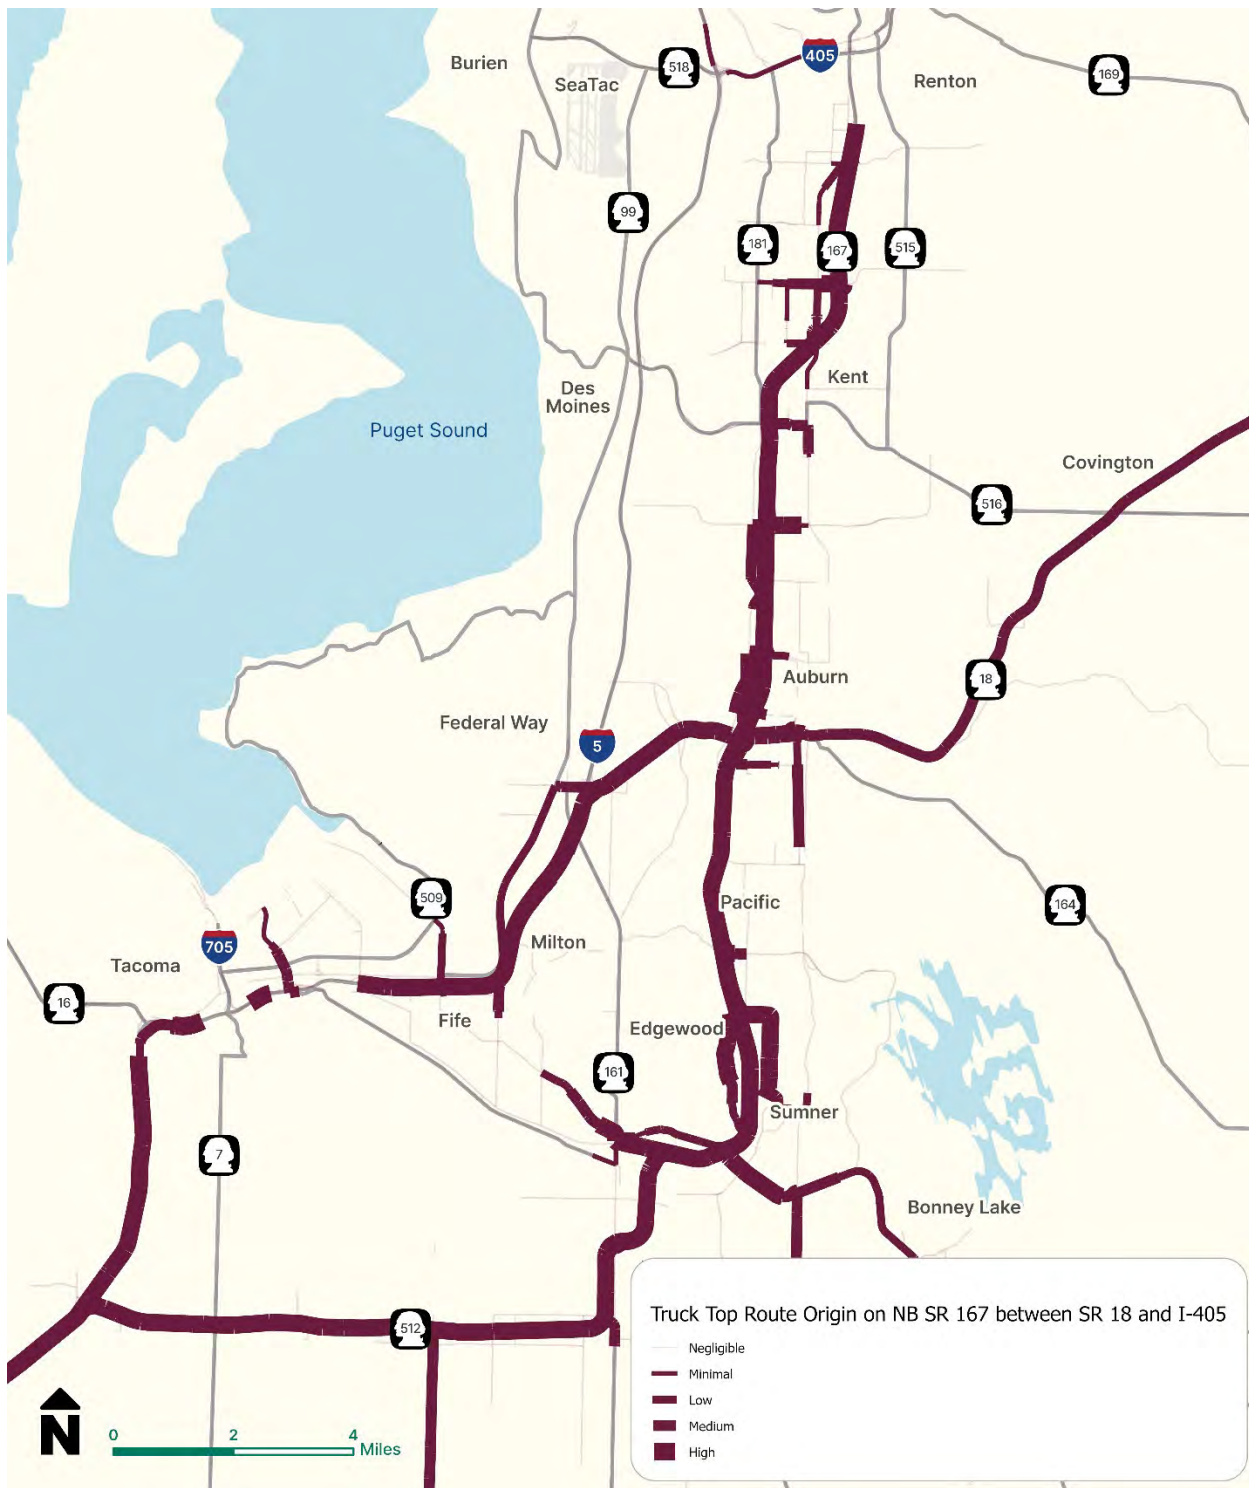 Burien
SeaTac
518
405
Renton
169
99
181
167
515
Kent
Des
Moines
Puget Sound
Covington
516
Auburn
18
Federal Way
5
509
Pacific
164
705
Milton
Tacoma
16
Fife
Edgewood
161
Sumner
7
Bonney Lake
512
Truck Top Route Origin on NB SR 167 between SR 18 and I-405
Negligible
Minimal
Low
Medium
High
N
0 2 4
Miles